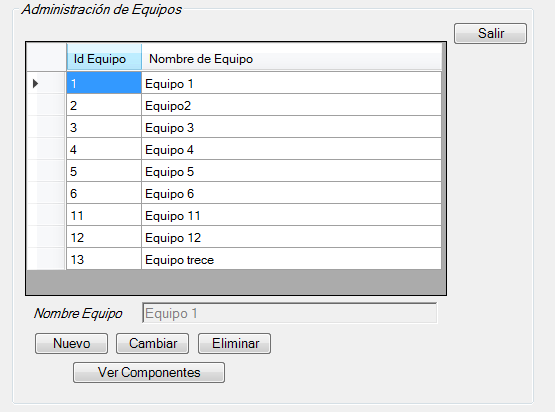 Administración de Equipos
Salir
Id Equipo Nombre de Equipo
1 Equipo 1
2 Equipo2
3 Equipo 3
4 Equipo 4
5 Equipo 5
6 Equipo 6
11 Equipo 11
12 Equipo 12
13 Equipo trece
Nombre Equipo Equipo 1
Nuevo Cambiar Eliminar
Ver Componentes